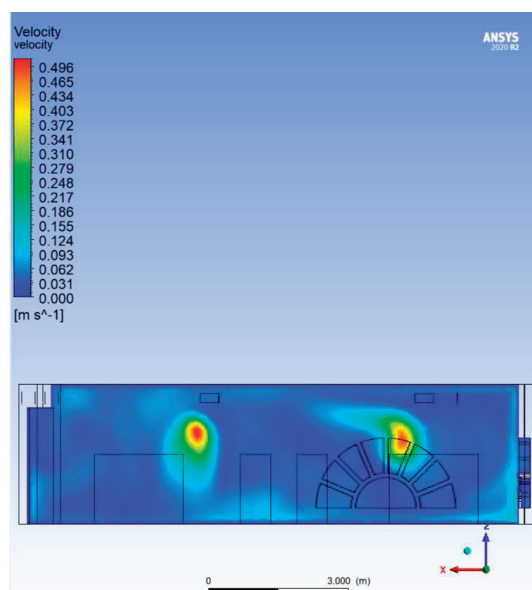 Velocity
velocity
ANSYS
2020 R2
0.496
0.465
0.434
0.403
0.372
0.341
0.310
0.279
0.248
0.217
0.186
0.155
0.124
0.093
0.062
0.031
0.000
[m s^-1]
Z
X
0 3.000 (m)